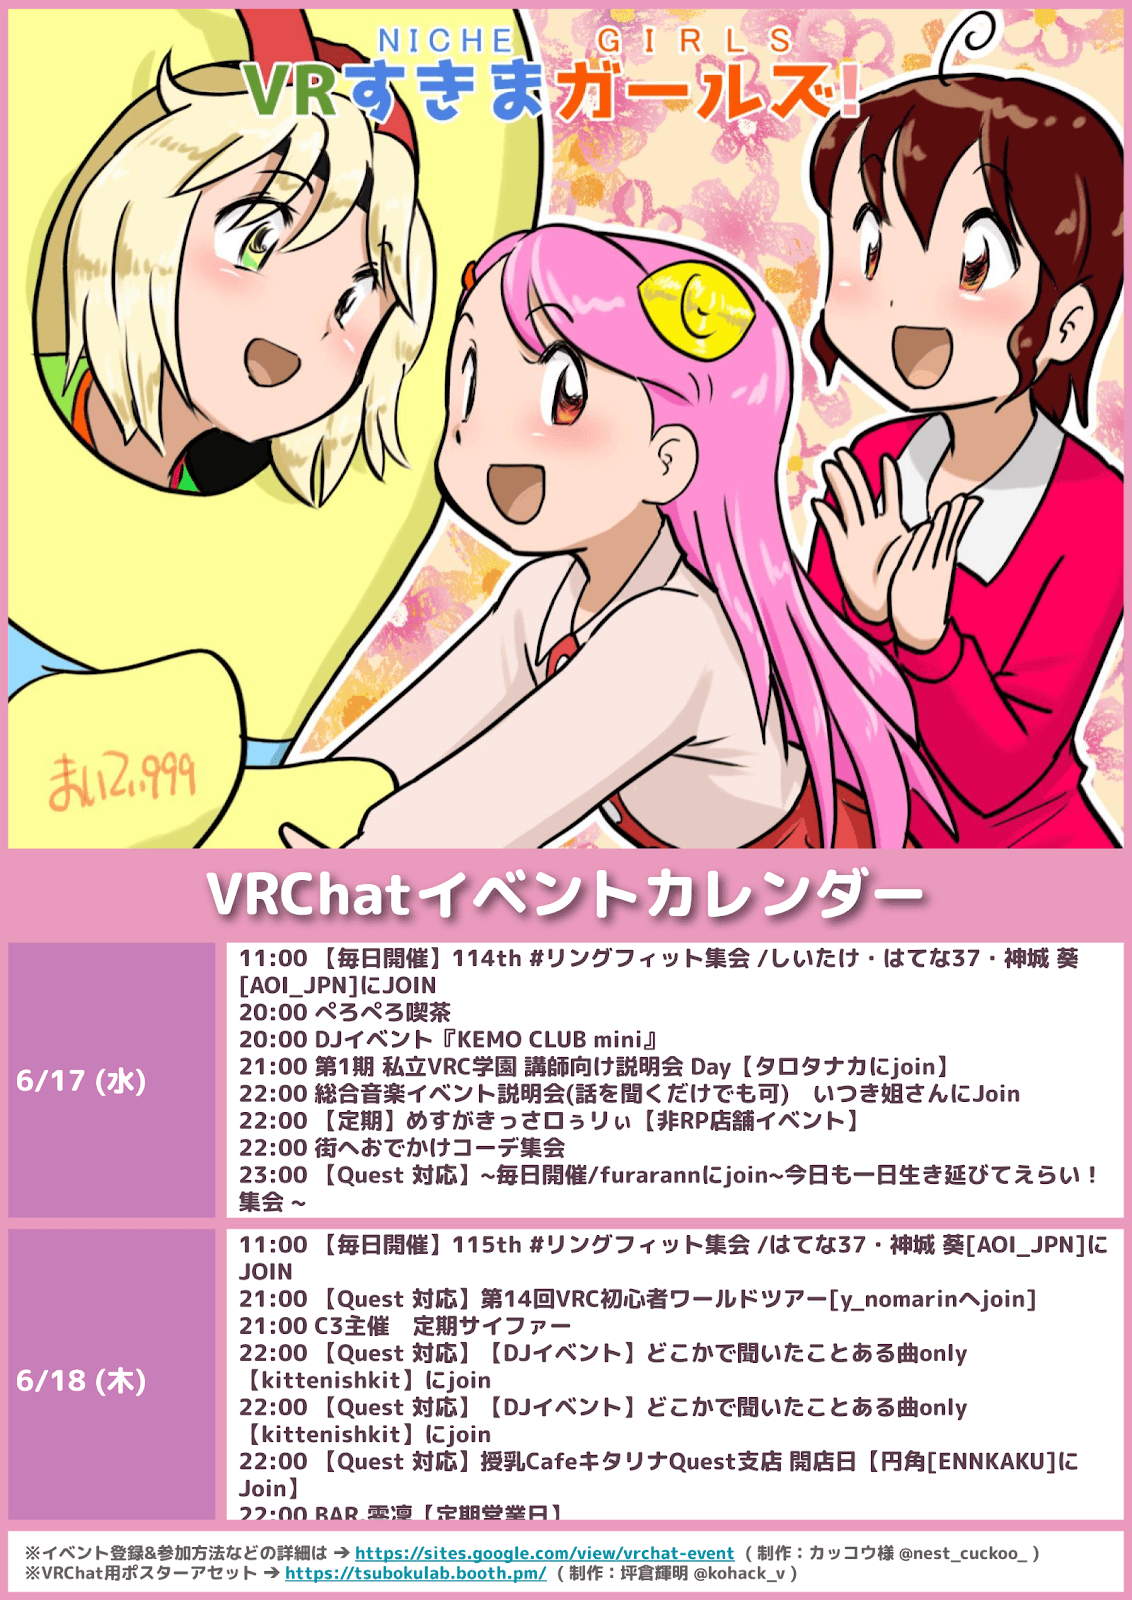 NICHE GIRLS
VRすきまガールズ!
まいてぃ999
VRChatイベントカレンダー
6/17 (水)
11:00 【毎日開催】114th #リングフィット集会 /しいたけ・はてな37・神城 葵
[AOI_JPN]にJOIN
20:00 ぺろぺろ喫茶
20:00 DJイベント『KEMO CLUB mini』
21:00 第1期 私立VRC学園 講師向け説明会 Day【タロタナカにjoin】
22:00 総合音楽イベント説明会(話を聞くだけでも可)　いつき姐さんにJoin
22:00 【定期】めすがきっさロぅリぃ【非RP店舗イベント】
22:00 街へおでかけコーデ集会
23:00 【Quest 対応】~毎日開催/furarannにjoin~今日も一日生き延びてえらい！
集会 ~
6/18 (木)
11:00 【毎日開催】115th #リングフィット集会 /はてな37・神城 葵[AOI_JPN]に
JOIN
21:00 【Quest 対応】第14回VRC初心者ワールドツアー[y_nomarinへjoin]
21:00 C3主催　定期サイファー
22:00 【Quest 対応】【DJイベント】どこかで聞いたことある曲only
【kittenishkit】にjoin
22:00 【Quest 対応】【DJイベント】どこかで聞いたことある曲only
【kittenishkit】にjoin
22:00 【Quest 対応】授乳CafeキタリナQuest支店 開店日【円角[ENNKAKU]に
Join】
22:00 BAR.零凛【定期営業日】
※イベント登録&参加方法などの詳細は → https://sites.google.com/view/vrchat-event ( 制作：カッコウ様 @nest_cuckoo_ )
※VRChat用ポスターアセット → https://tsubokulab.booth.pm/ ( 制作：坪倉輝明 @kohack_v )